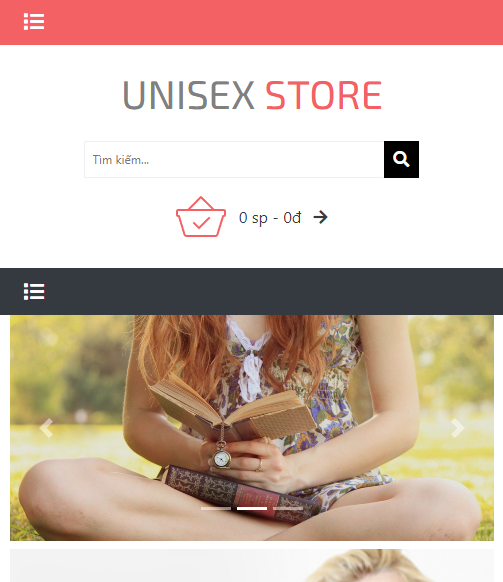 UNISEX STORE
Tìm kiếm...
0 sp - 0đ